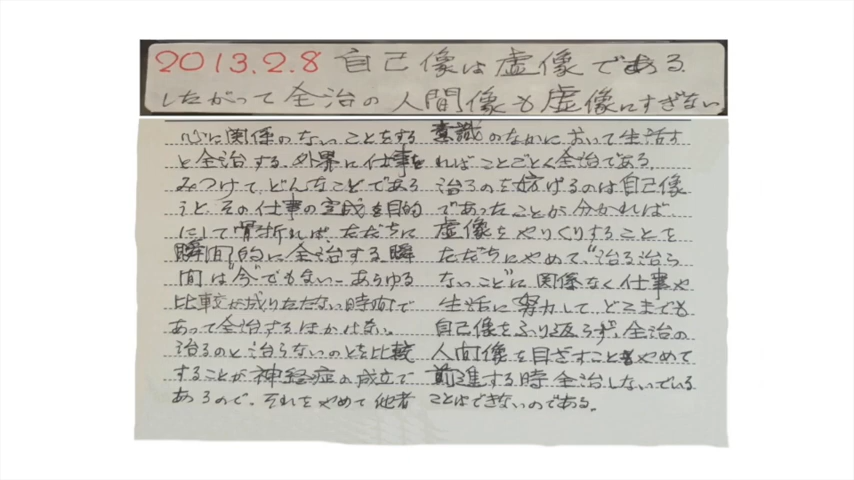 2013.2.8 自己像は虚像である
したがって全治の人間像も虚像にすぎない
心に関係のないことをする
と全治する。外界に仕事を
みつけて、どんなことであろ
うと、その仕事の完成を目的
にして骨折れば、ただちに
瞬間的に全治する。瞬
間は"今"でもない。あらゆる
比較が成りたたない時間で
あって全治するほかはない。
治るのと治らないのとを比較
することが神経症の成立で
あるので、それをやめて他者
意識のなかにおいて生活す
ればことごとく全治である。
治るのを妨げるのは自己像
であったことが分かれば、
虚像をやりくりすることを
ただちにやめて、"治る治ら
ないこと"に関係なく仕事や
生活に努力して、どこまでも
自己像をふり返らず、全治の
人間像を目ざすことをやめて
前進する時全治しないでいる
ことはできないのである。